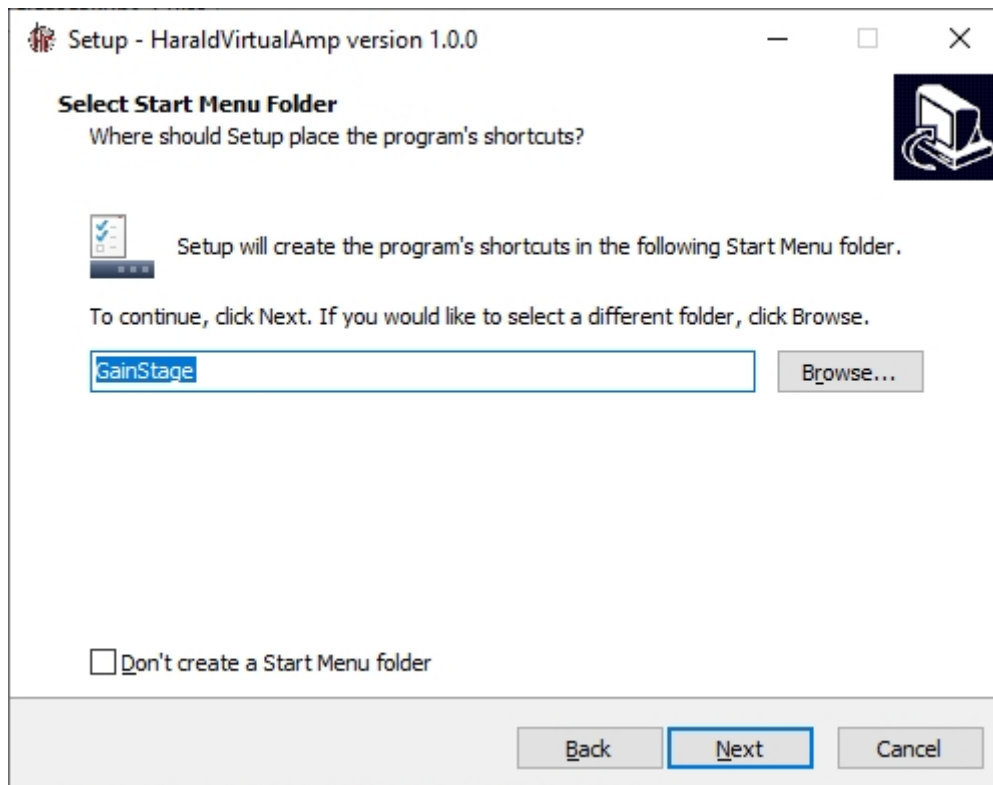 Setup - HaraldVirtualAmp version 1.0.0
Select Start Menu Folder
Where should Setup place the program's shortcuts?
Setup will create the program's shortcuts in the following Start Menu folder.
To continue, click Next. If you would like to select a different folder, click Browse.
GainStage
Browse...
Don't create a Start Menu folder
Back
Next
Cancel